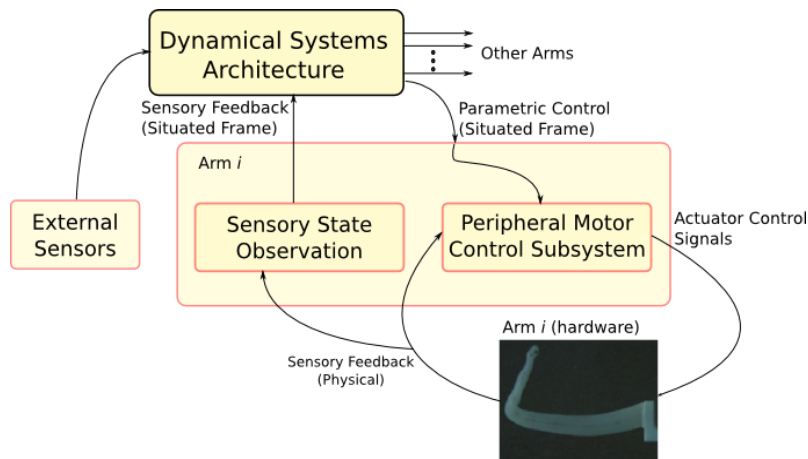 Dynamical Systems
Architecture
Other Arms
Sensory Feedback
(Situated Frame)
Parametric Control
(Situated Frame)
Arm i
External
Sensors
Sensory State
Observation
Peripheral Motor
Control Subsystem
Actuator Control
Signals
Arm i (hardware)
Sensory Feedback
(Physical)